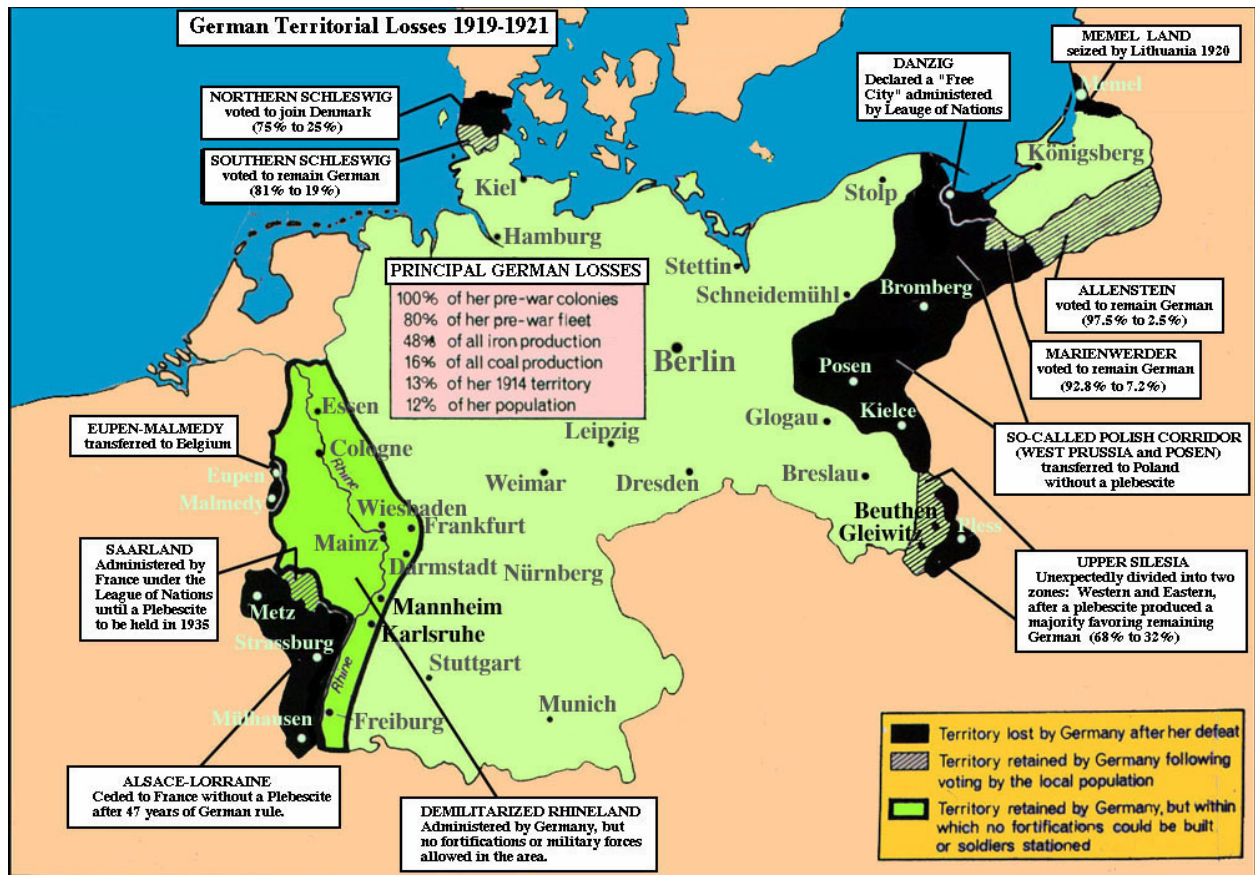 German Territorial Losses 1919-1921
MEMEL LAND
seized by Lithuania 1920
DANZIG
Declared a "Free
City" administered
by Leauge of Nations
NORTHERN SCHLESWIG
voted to join Denmark
(75% to 25%)
SOUTHERN SCHLESWIG
voted to remain German
(81% to 19%)
Memel
Königsberg
Kiel
Stolp
Hamburg
Stettin
Schneidemühl
Bromberg
PRINCIPAL GERMAN LOSSES
100% of her pre-war colonies
80% of her pre-war fleet
48% of all iron production
16% of all coal production
13% of her 1914 territory
12% of her population
ALLENSTEIN
voted to remain German
(97.5% to 2.5%)
MARIENWERDER
voted to remain German
(92.8% to 7.2%)
Berlin
Posen
Kielce
Glogau
Essen
Leipzig
Cologne
Rhine
EUPEN-MALMEDY
transferred to Belgium
Eupen
Malmedy
SO-CALLED POLISH CORRIDOR
(WEST PRUSSIA and POSEN)
transferred to Poland
without a plebiscite
Weimar
Dresden
Breslau
Wiesbaden
Frankfurt
Mainz
Darmstadt
Nürnberg
Beuthen
Gleiwitz
Pless
SAARLAND
Administered by
France under the
League of Nations
until a Plebescite
to be held in 1935
UPPER SILESIA
Unexpectedly divided into two
zones: Western and Eastern,
after a plebiscite produced a
majority favoring remaining
German (68% to 32%)
Metz
Mannheim
Karlsruhe
Strassburg
Stuttgart
Rhine
Mülhausen
Freiburg
Munich
ALSACE-LORRAINE
Ceded to France without a Plebescite
after 47 years of German rule.
DEMILITARIZED RHINELAND
Administered by Germany, but
no fortifications or military forces
allowed in the area.
Territory lost by Germany after her defeat
Territory retained by Germany following
voting by the local population
Territory retained by Germany, but within
which no fortifications could be built
or soldiers stationed